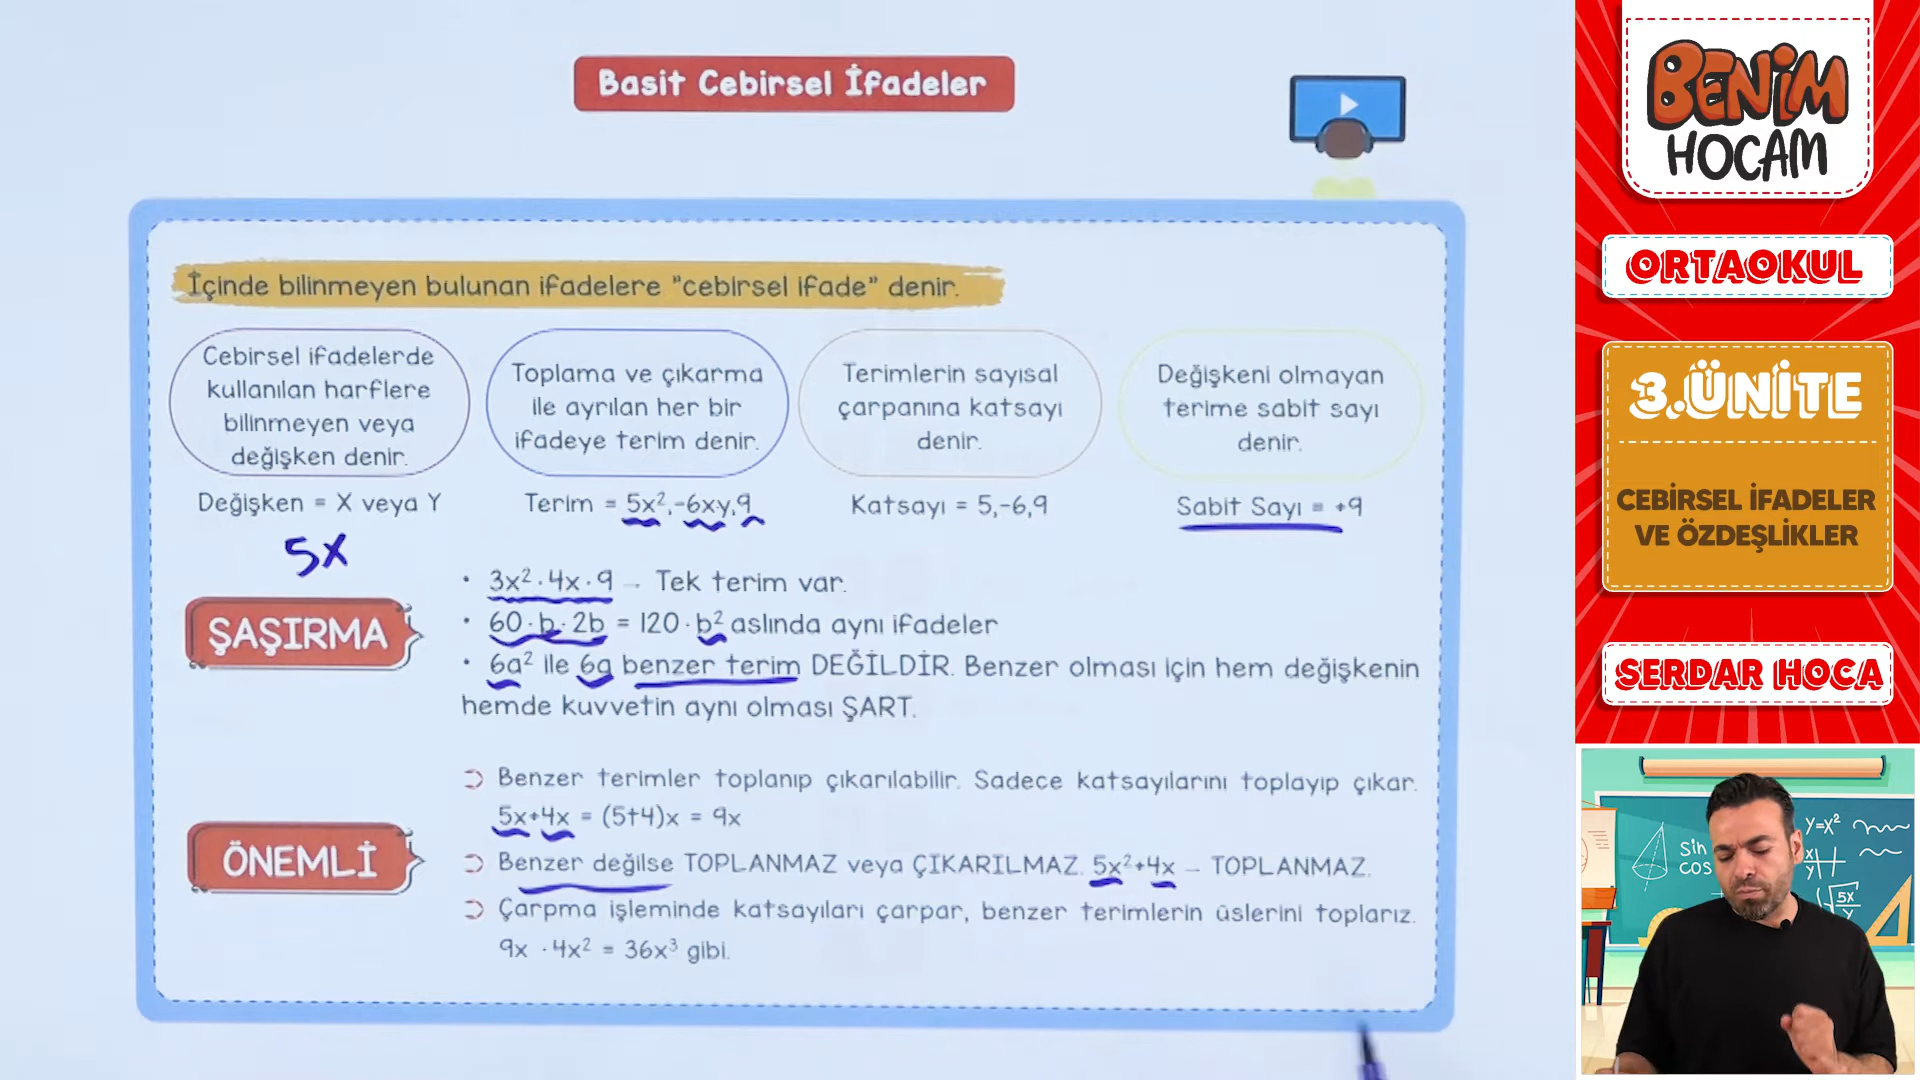 Basit Cebirsel İfadeler
İçinde bilinmeyen bulunan ifadelere "cebirsel ifade" denir.
Cebirsel ifadelerde
kullanılan harflere
bilinmeyen veya
değişken denir.
Toplama ve çıkarma
ile ayrılan her bir
ifadeye terim denir.
Terimlerin sayısal
çarpanına katsayı
denir.
Değişkeni olmayan
terime sabit sayı
denir.
Değişken = X veya Y
Terim = 5x²,-6xy,9
Katsayı = 5,-6,9
Sabit Sayı = +9
5x
ŞAŞIRMA
• 3x² · 4x · 9 → Tek terim var.
• 60 · b · 2b = 120 · b² aslında aynı ifadeler
• 6a² ile 6a benzer terim DEĞİLDİR. Benzer olması için hem değişkenin
hemde kuvvetin aynı olması ŞART.
ÖNEMLİ
Benzer terimler toplanıp çıkarılabilir. Sadece katsayılarını toplayıp çıkar.
5x+4x = (5+4)x = 9x
Benzer değilse TOPLANMAZ veya ÇIKARILMAZ. 5x²+4x → TOPLANMAZ.
Çarpma işleminde katsayıları çarpar, benzer terimlerin üslerini toplarız.
9x · 4x² = 36x³ gibi.
BENİM
HOCAM
ORTAOKUL
3.ÜNİTE
CEBİRSEL İFADELER
VE ÖZDEŞLİKLER
SERDAR HOCA
sin
cos
y=x²
x
y
5x
y